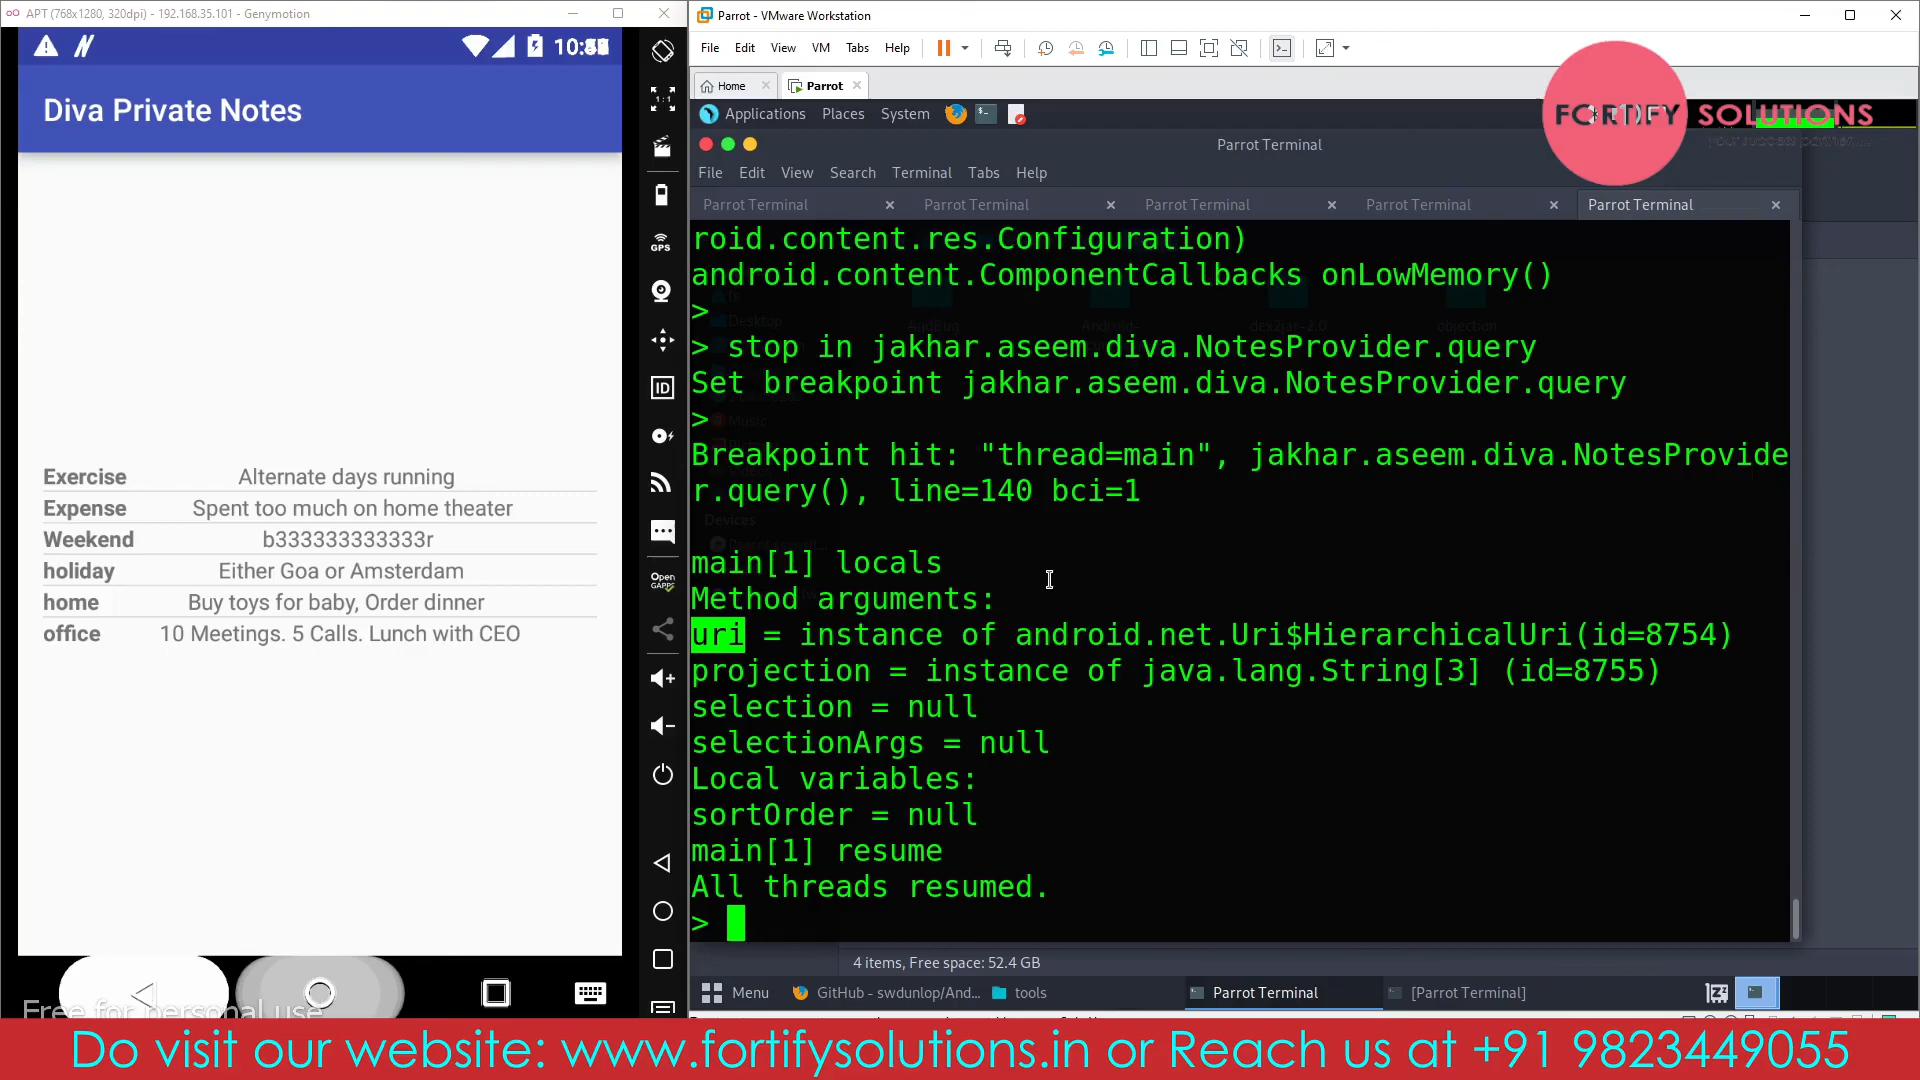 APT (768x1280, 320dpi) - 192.168.35.101 - Genymotion
Diva Private Notes
Exercise Alternate days running
Expense Spent too much on home theater
Weekend b333333333333r
holiday Either Goa or Amsterdam
home Buy toys for baby, Order dinner
office 10 Meetings. 5 Calls. Lunch with CEO
Free for personal use
1:1
GPS
ID
Open
GAPPS
Parrot - VMware Workstation
File Edit View VM Tabs Help
Home Parrot
Applications Places System
FORTIFY SOLUTIONS
Parrot Terminal
File Edit View Search Terminal Tabs Help
Parrot Terminal Parrot Terminal Parrot Terminal Parrot Terminal Parrot Terminal
roid.content.res.Configuration)
android.content.ComponentCallbacks onLowMemory()
>
> stop in jakhar.aseem.diva.NotesProvider.query
Set breakpoint jakhar.aseem.diva.NotesProvider.query
>
Breakpoint hit: "thread=main", jakhar.aseem.diva.NotesProvide
r.query(), line=140 bci=1
main[1] locals
Method arguments:
uri = instance of android.net.Uri$HierarchicalUri(id=8754)
projection = instance of java.lang.String[3] (id=8755)
selection = null
selectionArgs = null
Local variables:
sortOrder = null
main[1] resume
All threads resumed.
>
4 items, Free space: 52.4 GB
Menu GitHub - swdunlop/And... tools Parrot Terminal [Parrot Terminal]
Do visit our website: www.fortifysolutions.in or Reach us at +91 9823449055